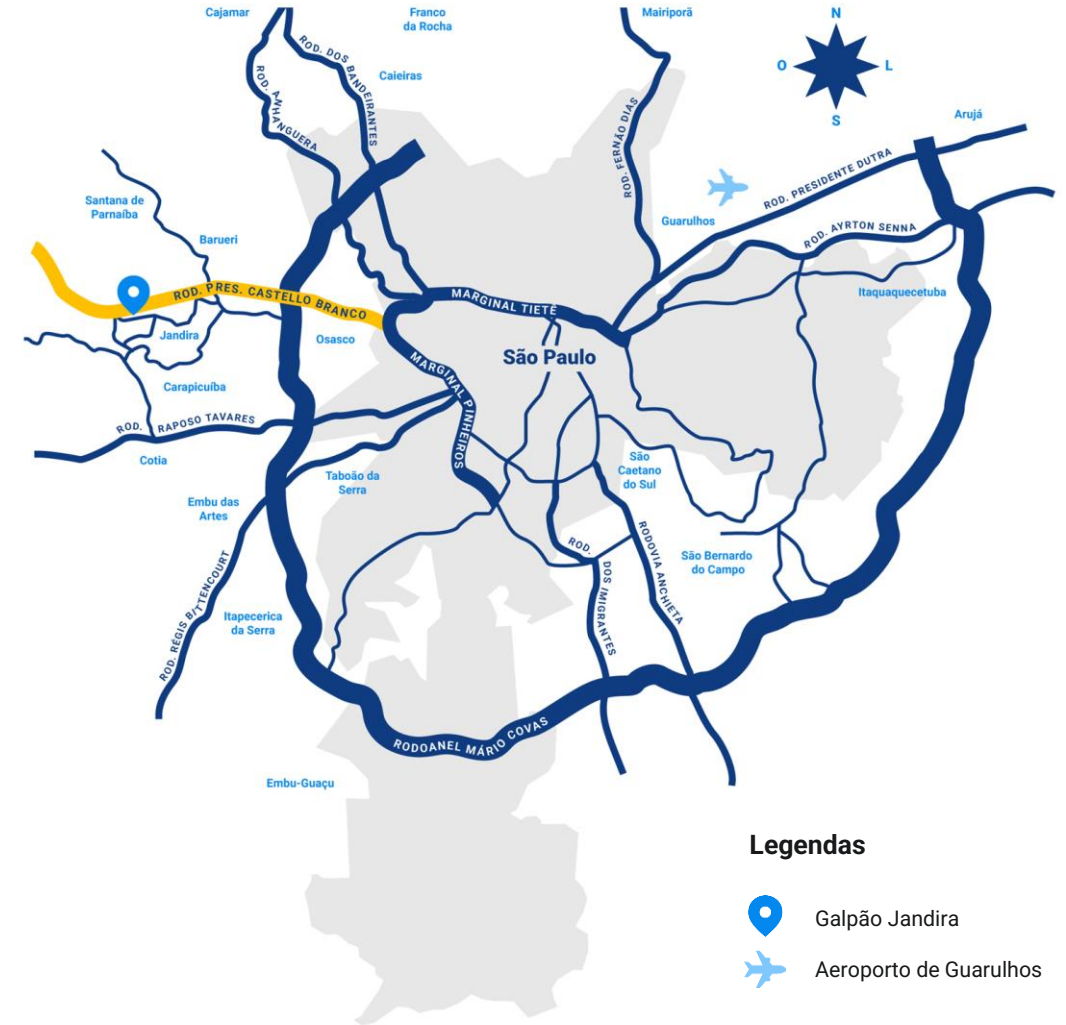 Cajamar
Franco
da Rocha
Mairiporã
N
O
L
S
ROD. DOS BANDEIRANTES
Caieiras
ROD. ANHANGUERA
ROD. FERNÃO DIAS
Arujá
ROD. PRESIDENTE DUTRA
Santana de
Parnaíba
Guarulhos
ROD. AYRTON SENNA
Barueri
Itaquaquecetuba
ROD. PRES. CASTELLO BRANCO
MARGINAL TIETÊ
Jandira
Osasco
São Paulo
MARGINAL PINHEIROS
Carapicuíba
ROD. RAPOSO TAVARES
Cotia
Taboão da
Serra
São
Caetano
do Sul
Embu das
Artes
ROD. DOS IMIGRANTES
RODOVIA ANCHIETA
São Bernardo
do Campo
ROD. RÉGIS BITTENCOURT
Itapecerica
da Serra
RODOANEL MÁRIO COVAS
Embu-Guaçu
Legendas
Galpão Jandira
Aeroporto de Guarulhos